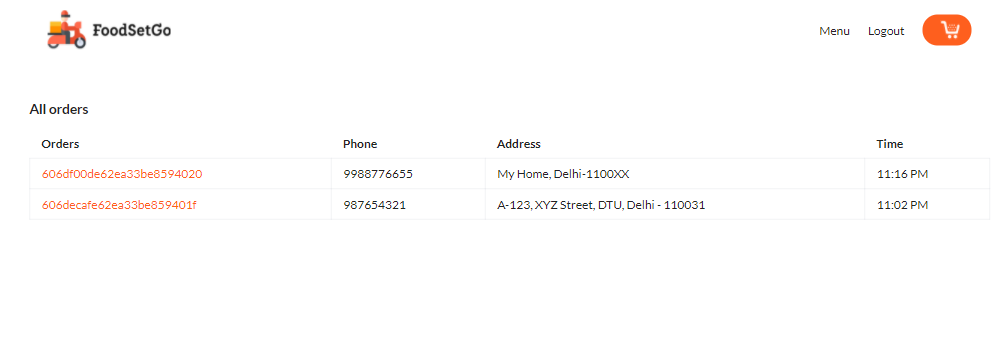 FoodSetGo
Menu Logout
All orders
Orders Phone Address Time
606df00de62ea33be8594020 9988776655 My Home, Delhi-1100XX 11:16 PM
606decafe62ea33be859401f 987654321 A-123, XYZ Street, DTU, Delhi - 110031 11:02 PM